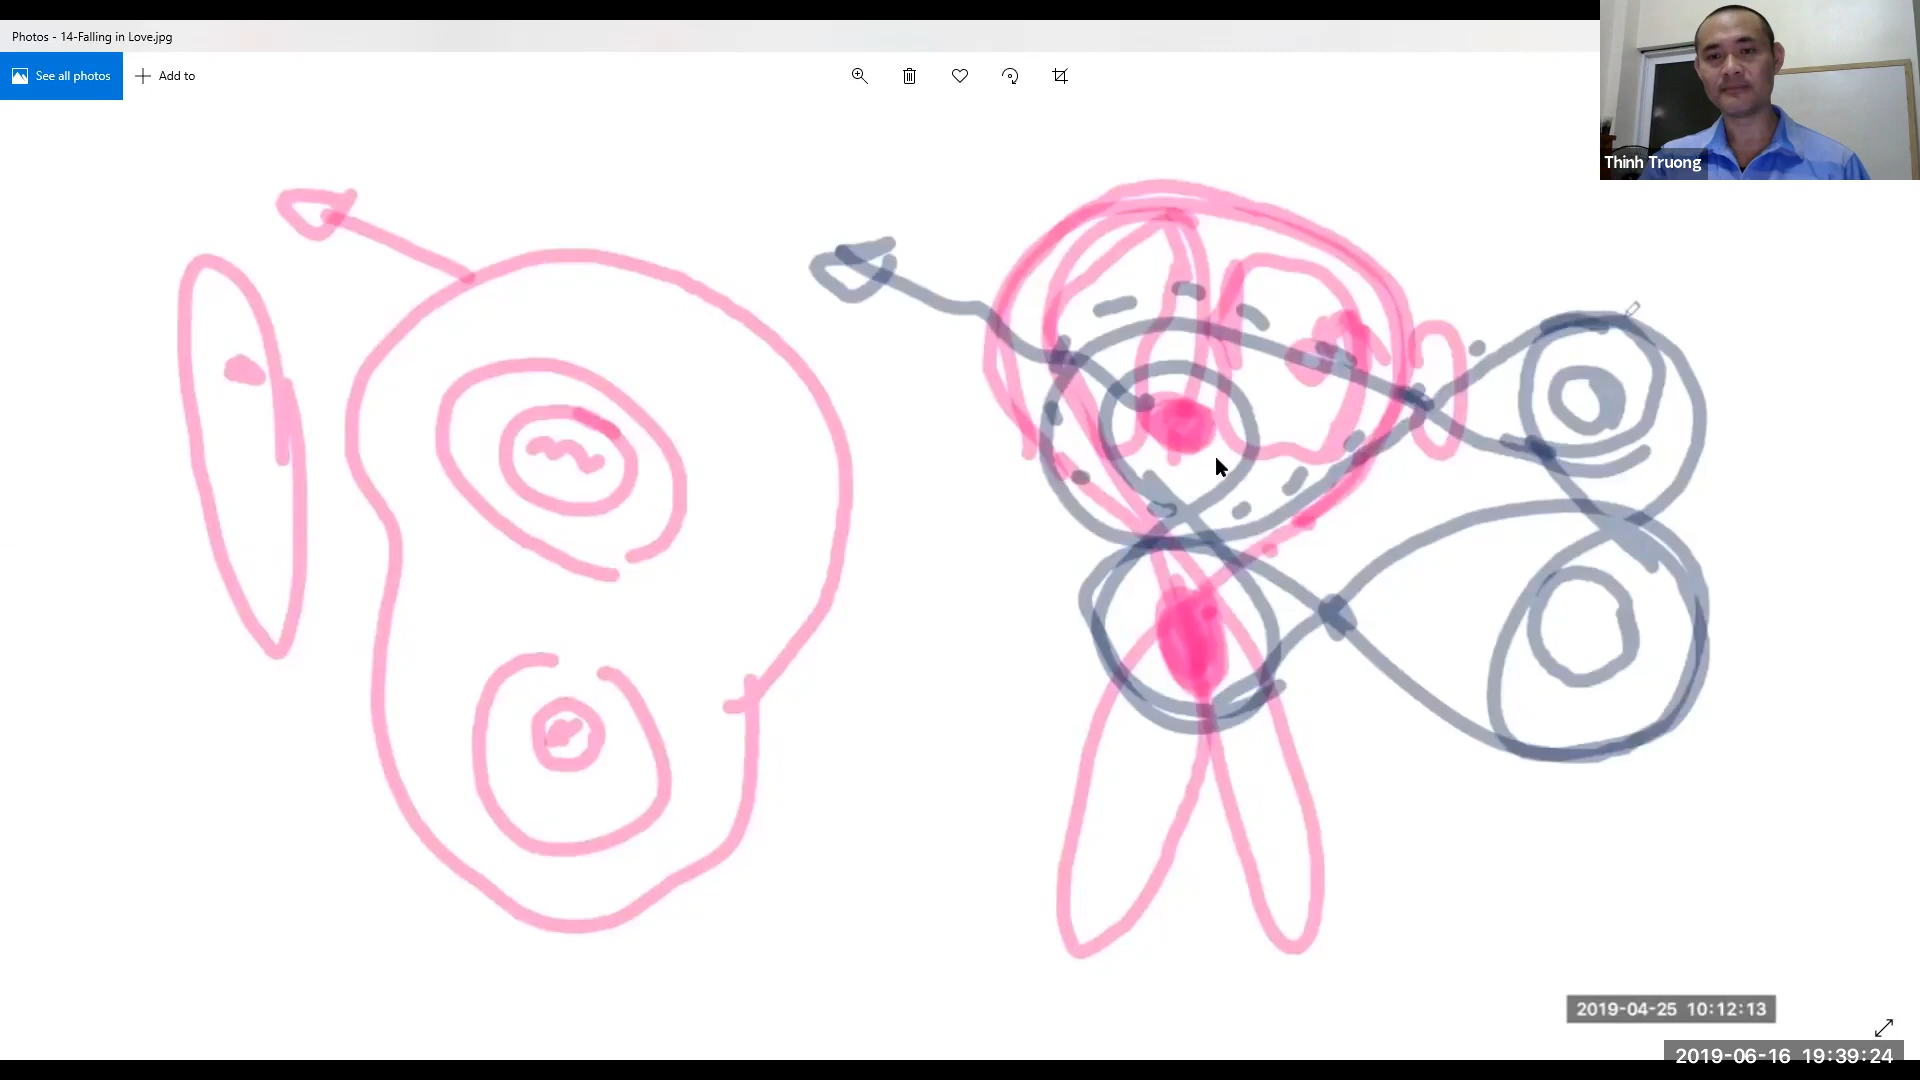 Photos - 14-Falling in Love.jpg
See all photos
Add to
Thinh Truong
2019-04-25 10:12:13
2019-06-16 19:39:24